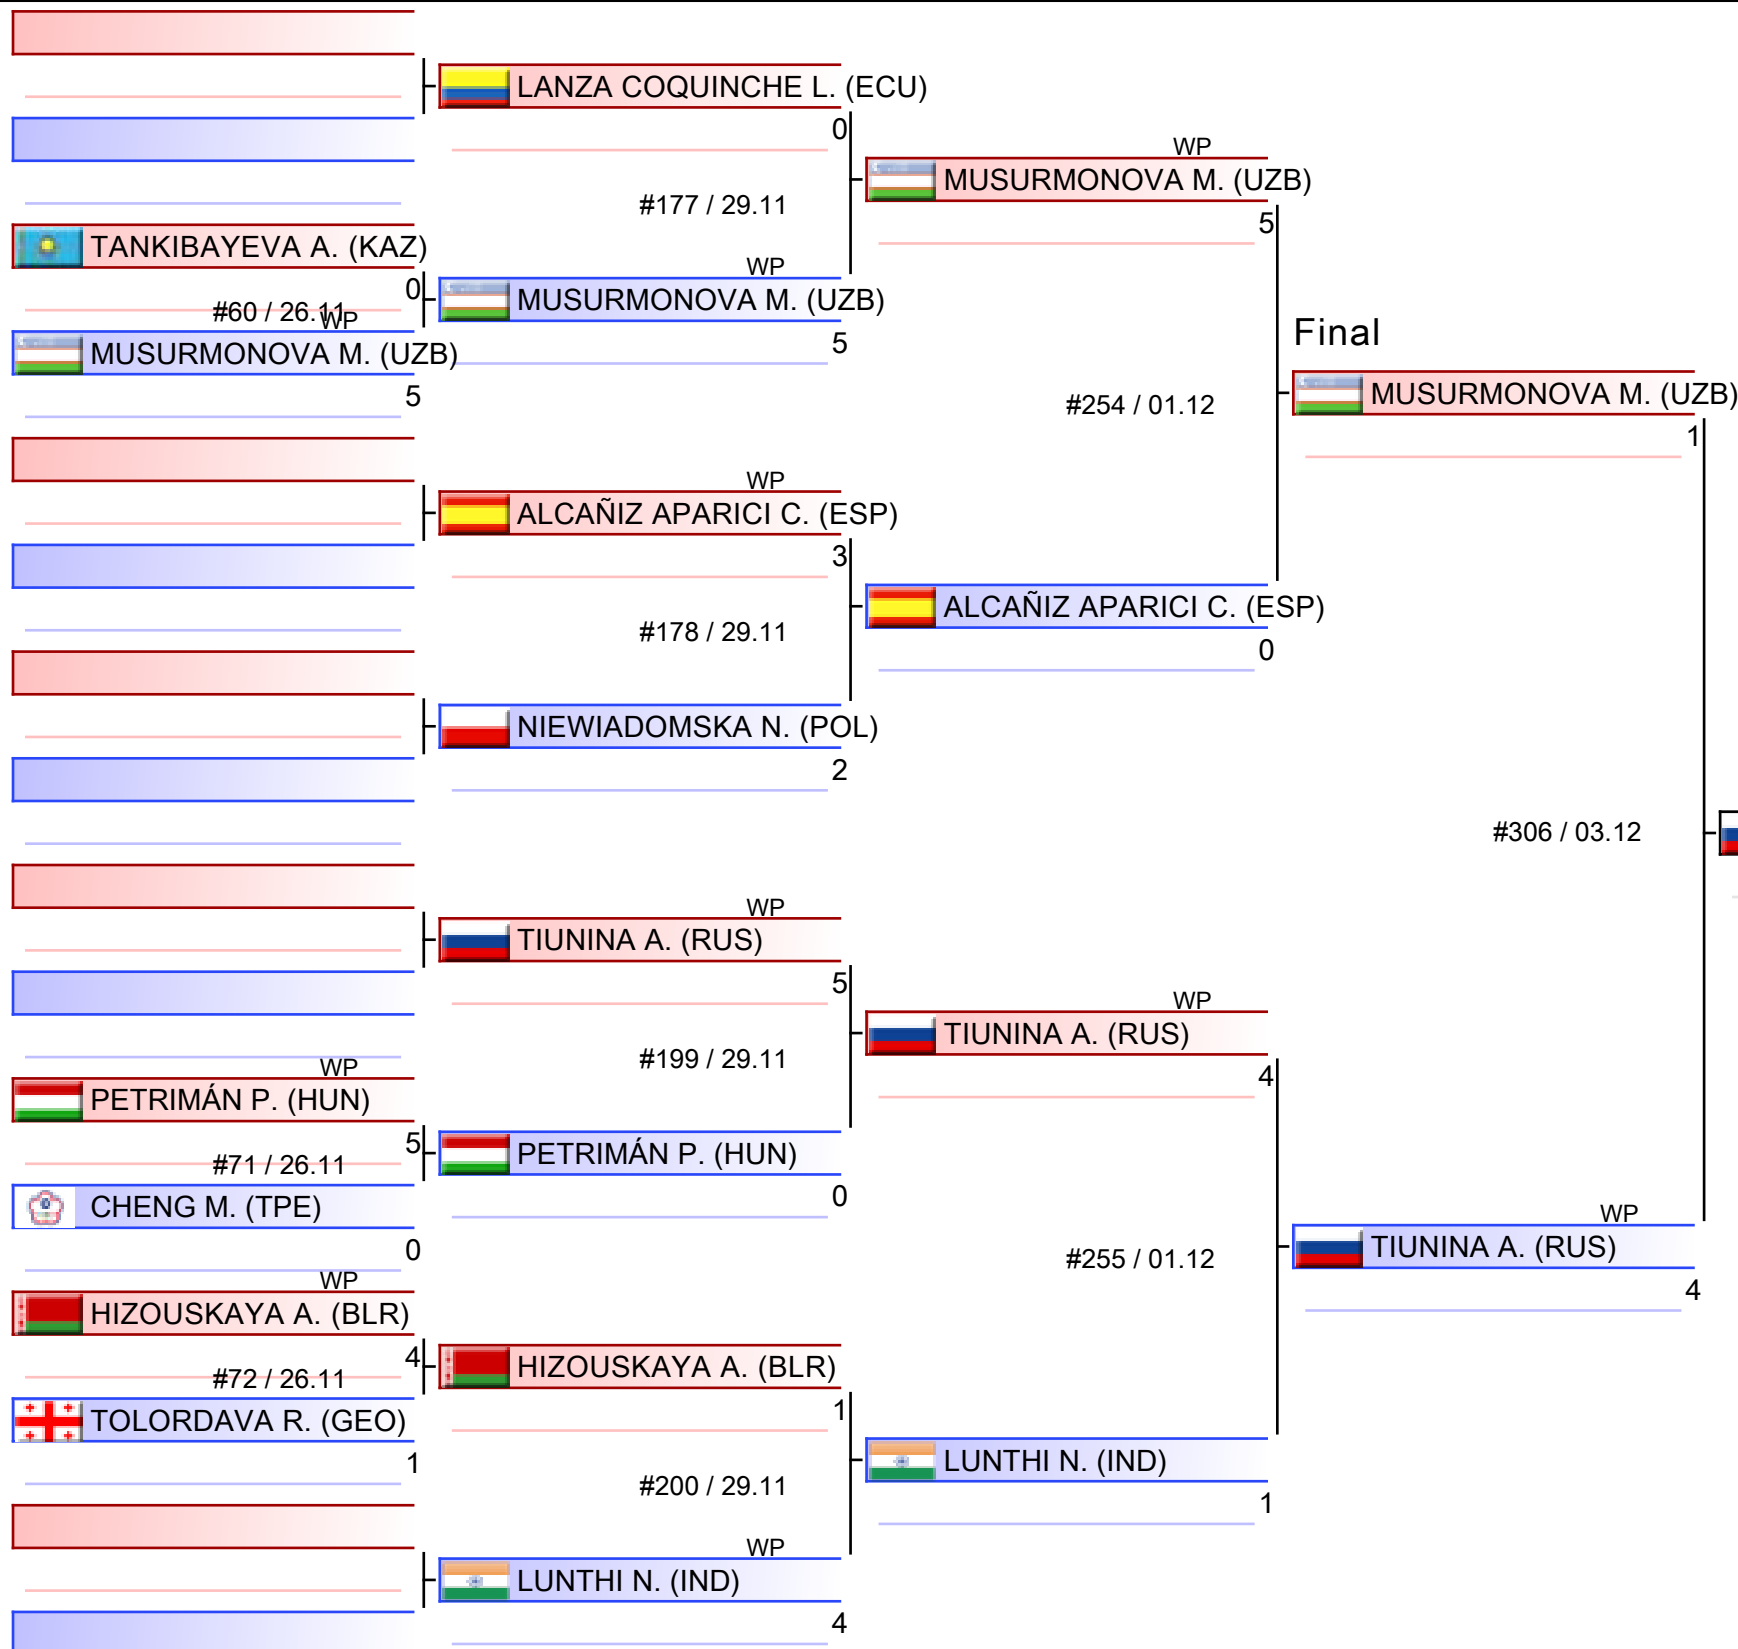 LANZA COQUINCHE L. (ECU)
0
WP
MUSURMONOVA M. (UZB)
5
#177 / 29.11
TANKIBAYEVA A. (KAZ)
0
#60 / 26.11
WP
MUSURMONOVA M. (UZB)
5
WP
MUSURMONOVA M. (UZB)
5
Final
MUSURMONOVA M. (UZB)
1
#254 / 01.12
WP
ALCAÑIZ APARICI C. (ESP)
3
#178 / 29.11
ALCAÑIZ APARICI C. (ESP)
0
NIEWIADOMSKA N. (POL)
2
#306 / 03.12
WP
TIUNINA A. (RUS)
5
WP
TIUNINA A. (RUS)
4
#199 / 29.11
WP
PETRIMÁN P. (HUN)
5
#71 / 26.11
PETRIMÁN P. (HUN)
0
CHENG M. (TPE)
0
WP
TIUNINA A. (RUS)
4
#255 / 01.12
WP
HIZOUSKAYA A. (BLR)
4
#72 / 26.11
HIZOUSKAYA A. (BLR)
1
TOLORDAVA R. (GEO)
1
LUNTHI N. (IND)
1
#200 / 29.11
WP
LUNTHI N. (IND)
4